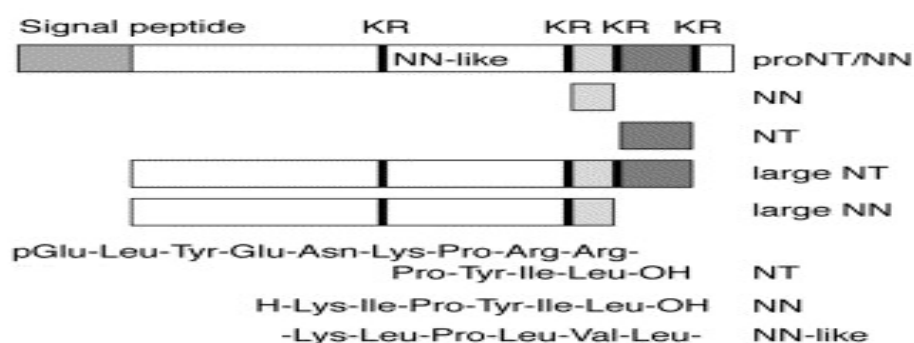 Signal peptide KR KR KR KR
NN-like proNT/NN
NN
NT
large NT
large NN
pGlu-Leu-Tyr-Glu-Asn-Lys-Pro-Arg-Arg-
Pro-Tyr-Ile-Leu-OH NT
H-Lys-Ile-Pro-Tyr-Ile-Leu-OH NN
-Lys-Leu-Pro-Leu-Val-Leu- NN-like